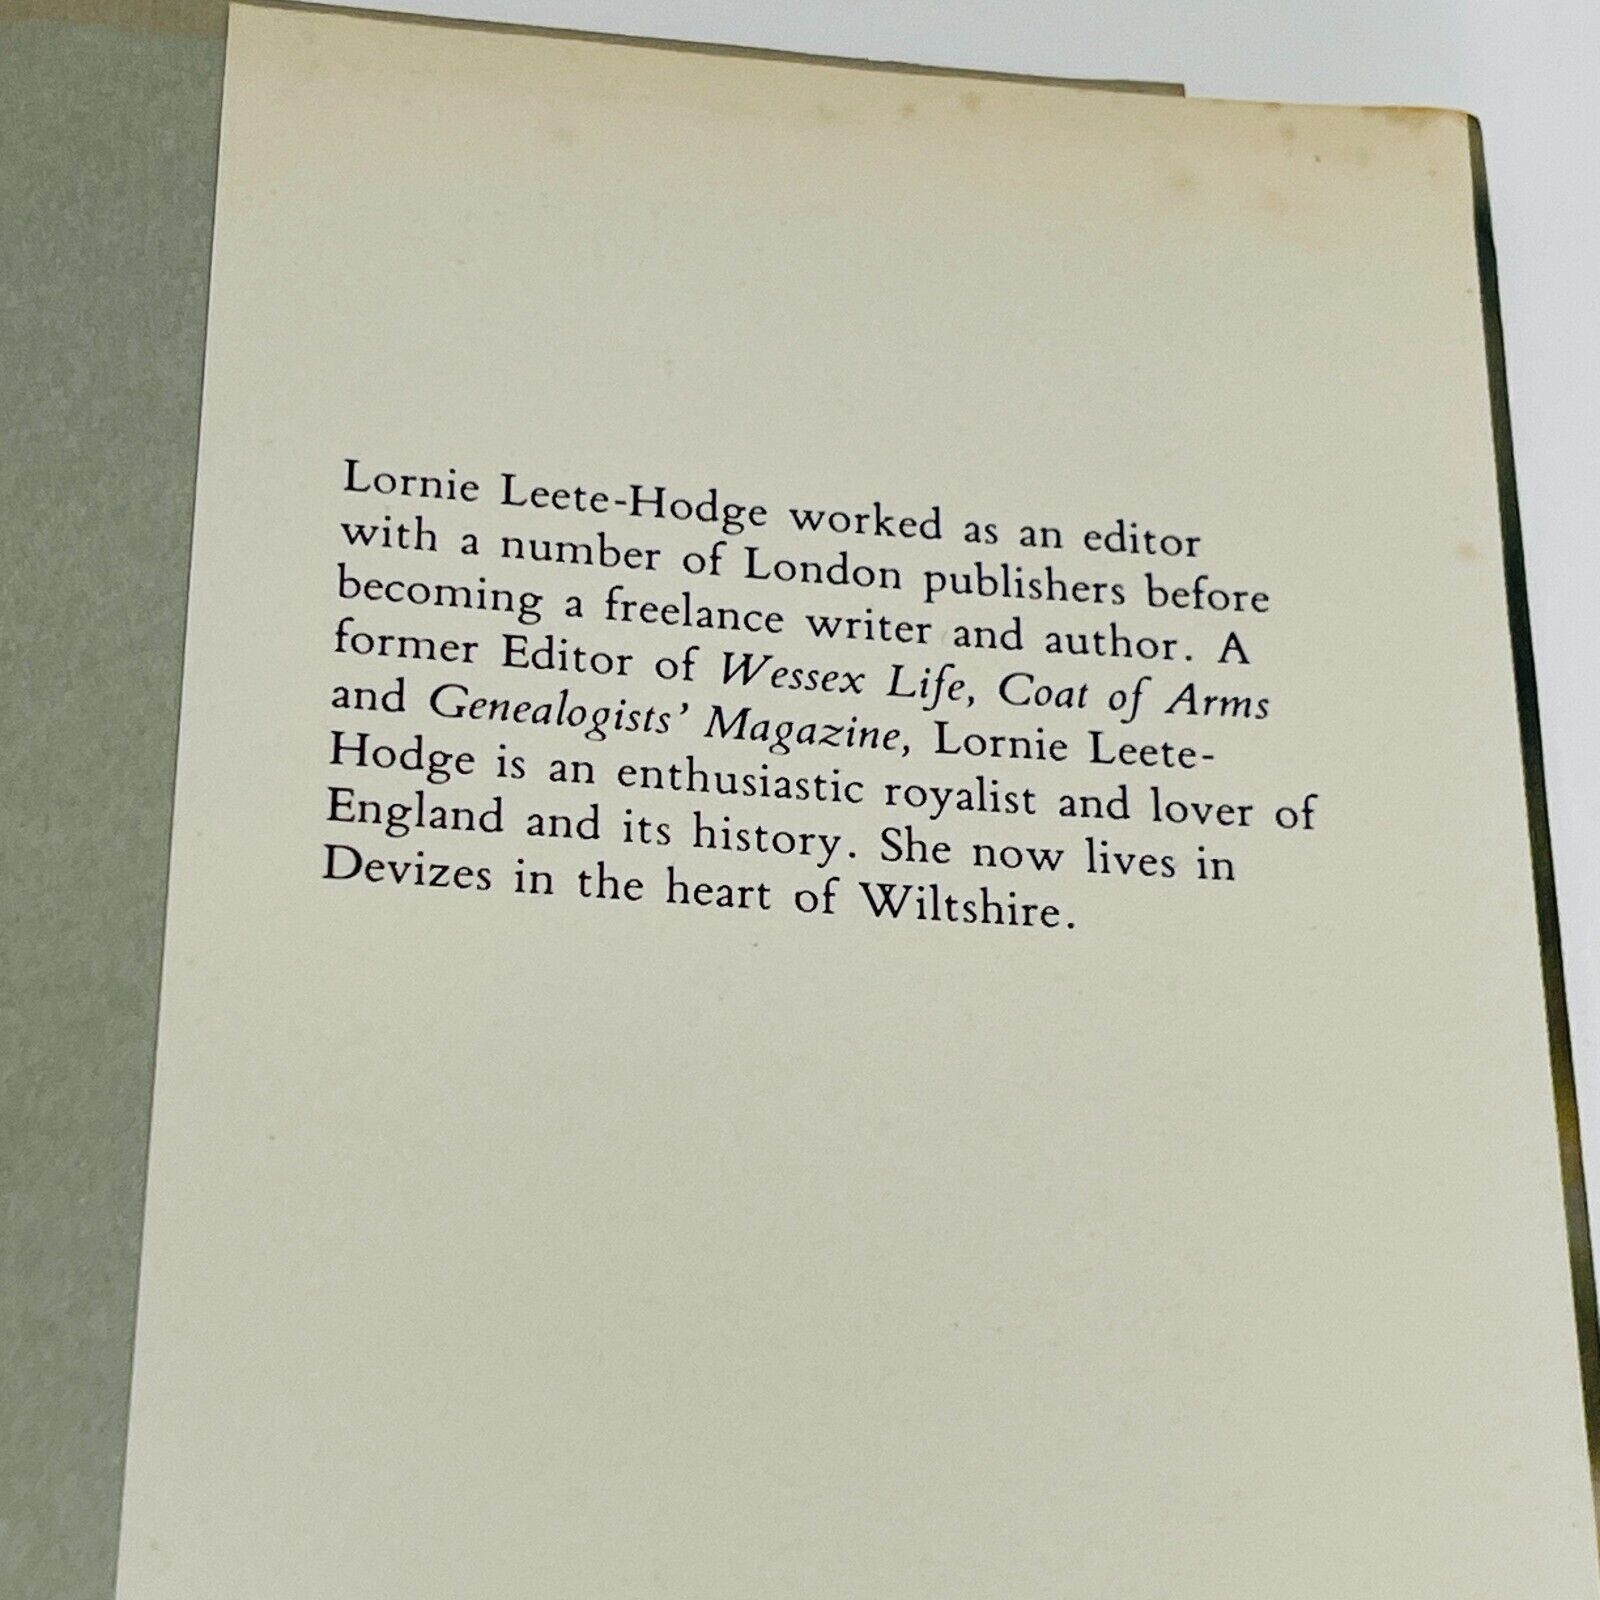 Lornie Leete-Hodge worked as an editor
with a number of London publishers before
becoming a freelance writer and author. A
former Editor of Wessex Life, Coat of Arms
and Genealogists' Magazine, Lornie Leete-
Hodge is an enthusiastic royalist and lover of
England and its history. She now lives in
Devizes in the heart of Wiltshire.